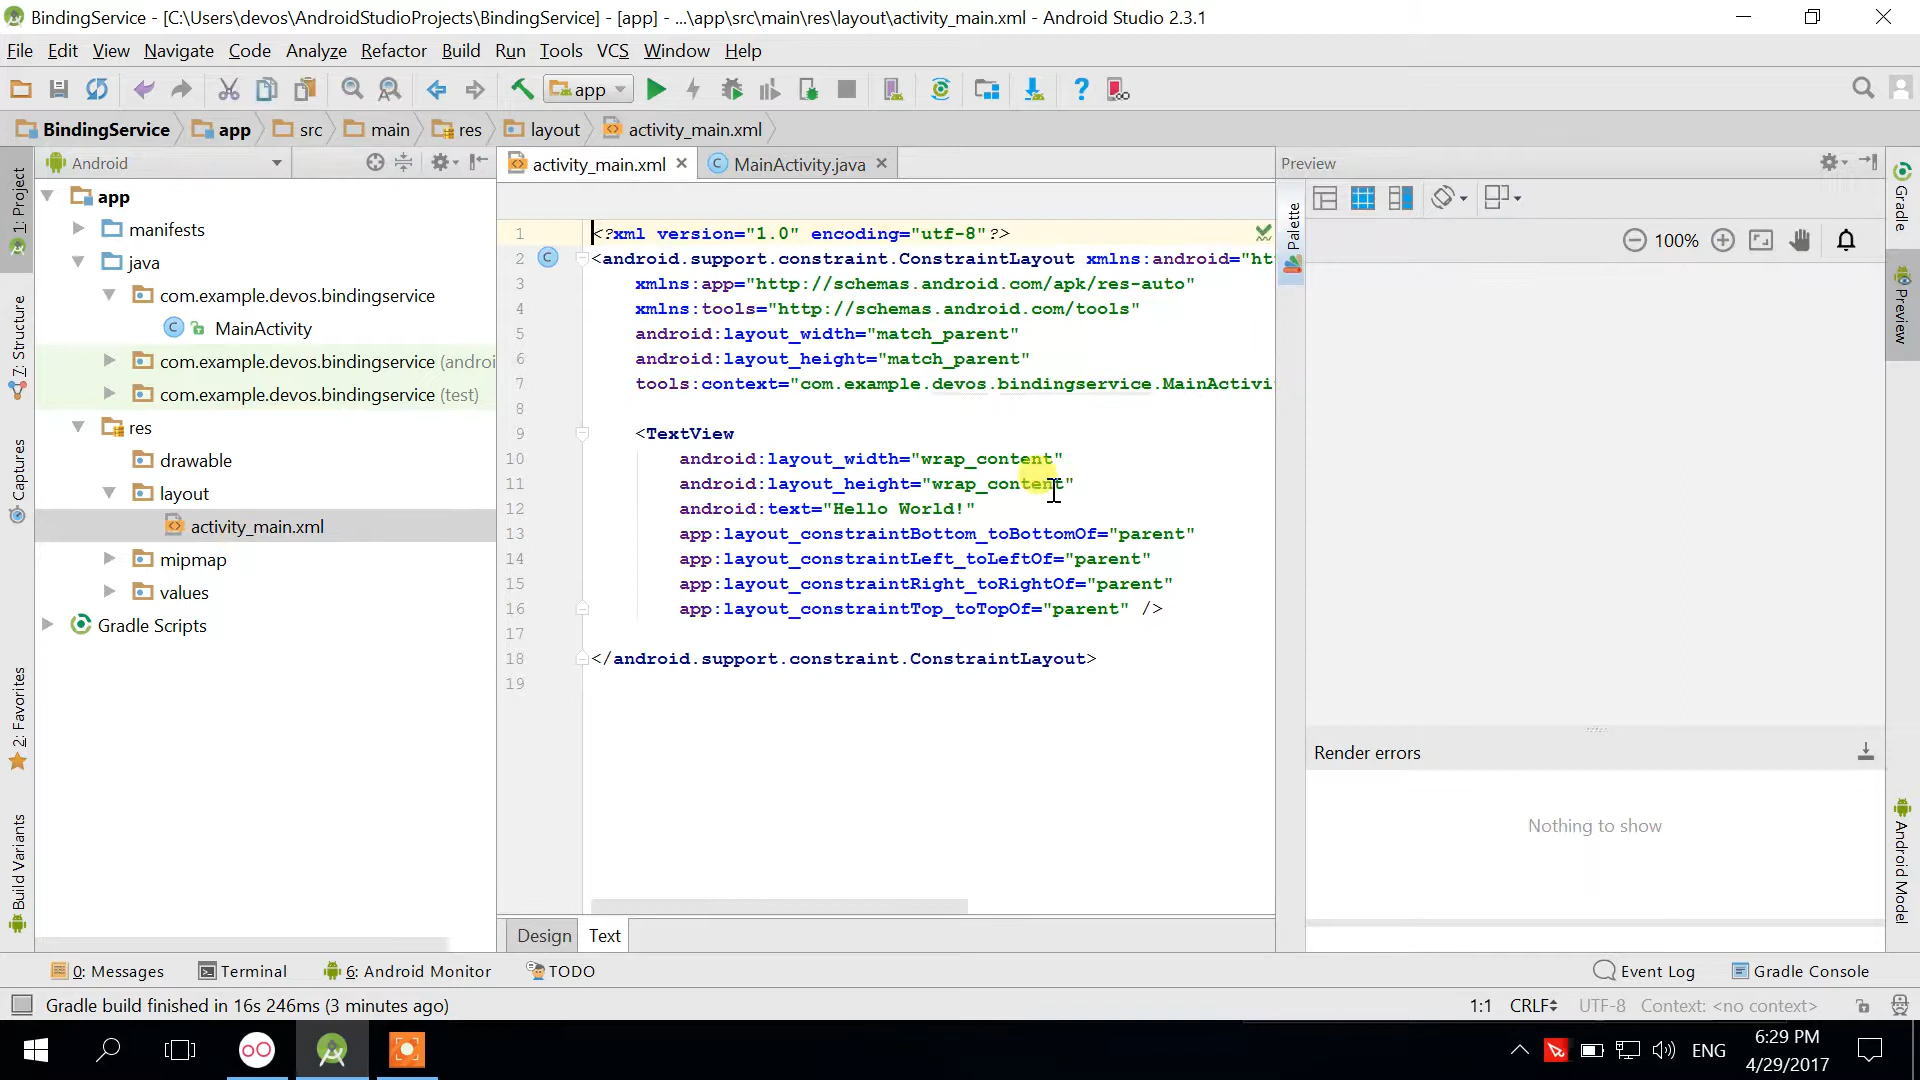 BindingService - [C:\Users\devos\AndroidStudioProjects\BindingService] - [app] - ...\app\src\main\res\layout\activity_main.xml - Android Studio 2.3.1
File Edit View Navigate Code Analyze Refactor Build Run Tools VCS Window Help
app
BindingService app src main res layout activity_main.xml
Android
activity_main.xml MainActivity.java
Preview
1: Project
7: Structure
Captures
2: Favorites
Build Variants
app
manifests
java
com.example.devos.bindingservice
MainActivity
com.example.devos.bindingservice (androi
com.example.devos.bindingservice (test)
res
drawable
layout
activity_main.xml
mipmap
values
Gradle Scripts
1 <?xml version="1.0" encoding="utf-8"?>
2 <android.support.constraint.ConstraintLayout xmlns:android="ht
3 xmlns:app="http://schemas.android.com/apk/res-auto"
4 xmlns:tools="http://schemas.android.com/tools"
5 android:layout_width="match_parent"
6 android:layout_height="match_parent"
7 tools:context="com.example.devos.bindingservice.MainActivi
8
9 <TextView
10 android:layout_width="wrap_content"
11 android:layout_height="wrap_content"
12 android:text="Hello World!"
13 app:layout_constraintBottom_toBottomOf="parent"
14 app:layout_constraintLeft_toLeftOf="parent"
15 app:layout_constraintRight_toRightOf="parent"
16 app:layout_constraintTop_toTopOf="parent" />
17
18 </android.support.constraint.ConstraintLayout>
19
Design Text
Palette
100%
Render errors
Nothing to show
Gradle
Preview
Android Model
0: Messages Terminal 6: Android Monitor TODO Event Log Gradle Console
Gradle build finished in 16s 246ms (3 minutes ago) 1:1 CRLF UTF-8 Context: <no context>
ENG
6:29 PM
4/29/2017